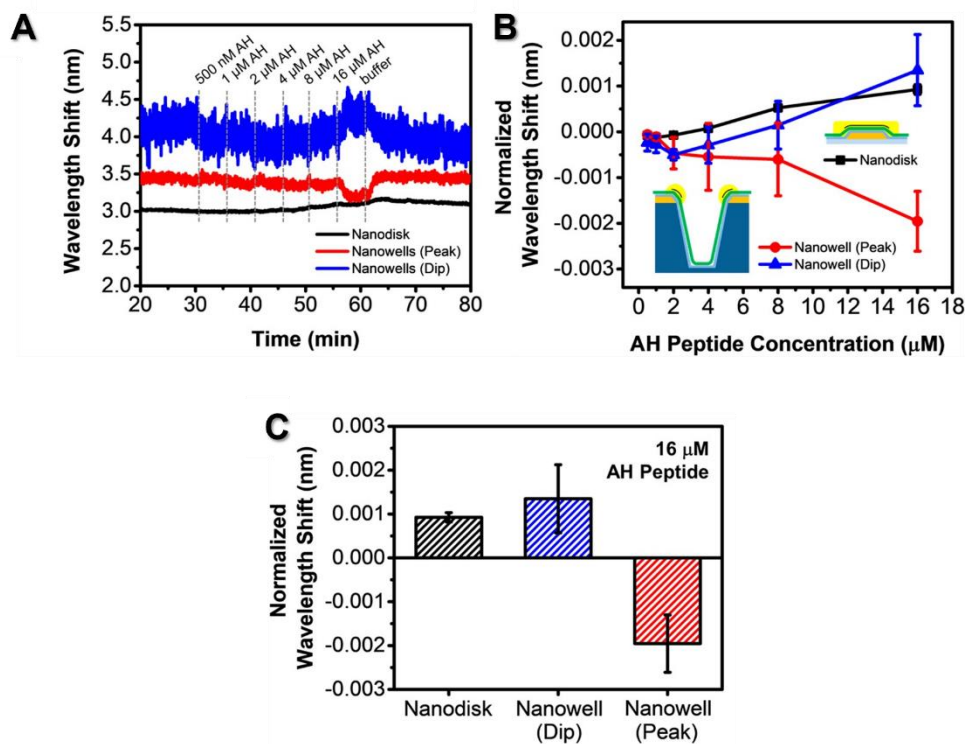 A
Wavelength Shift (nm)
5.5
5.0
4.5
4.0
3.5
3.0
2.5
2.0
500 nM AH
1 μM AH
2 μM AH
4 μM AH
8 μM AH
16 μM AH
buffer
Nanodisk
Nanowells (Peak)
Nanowells (Dip)
20 30 40 50 60 70 80
Time (min)
B
Normalized
Wavelength Shift (nm)
0.002
0.001
0.000
-0.001
-0.002
-0.003
Nanodisk
Nanowell (Peak)
Nanowell (Dip)
0 2 4 6 8 10 12 14 16 18
AH Peptide Concentration (μM)
C
Normalized
Wavelength Shift (nm)
0.003
0.002
0.001
0.000
-0.001
-0.002
-0.003
16 μM
AH Peptide
Nanodisk
Nanowell
(Dip)
Nanowell
(Peak)